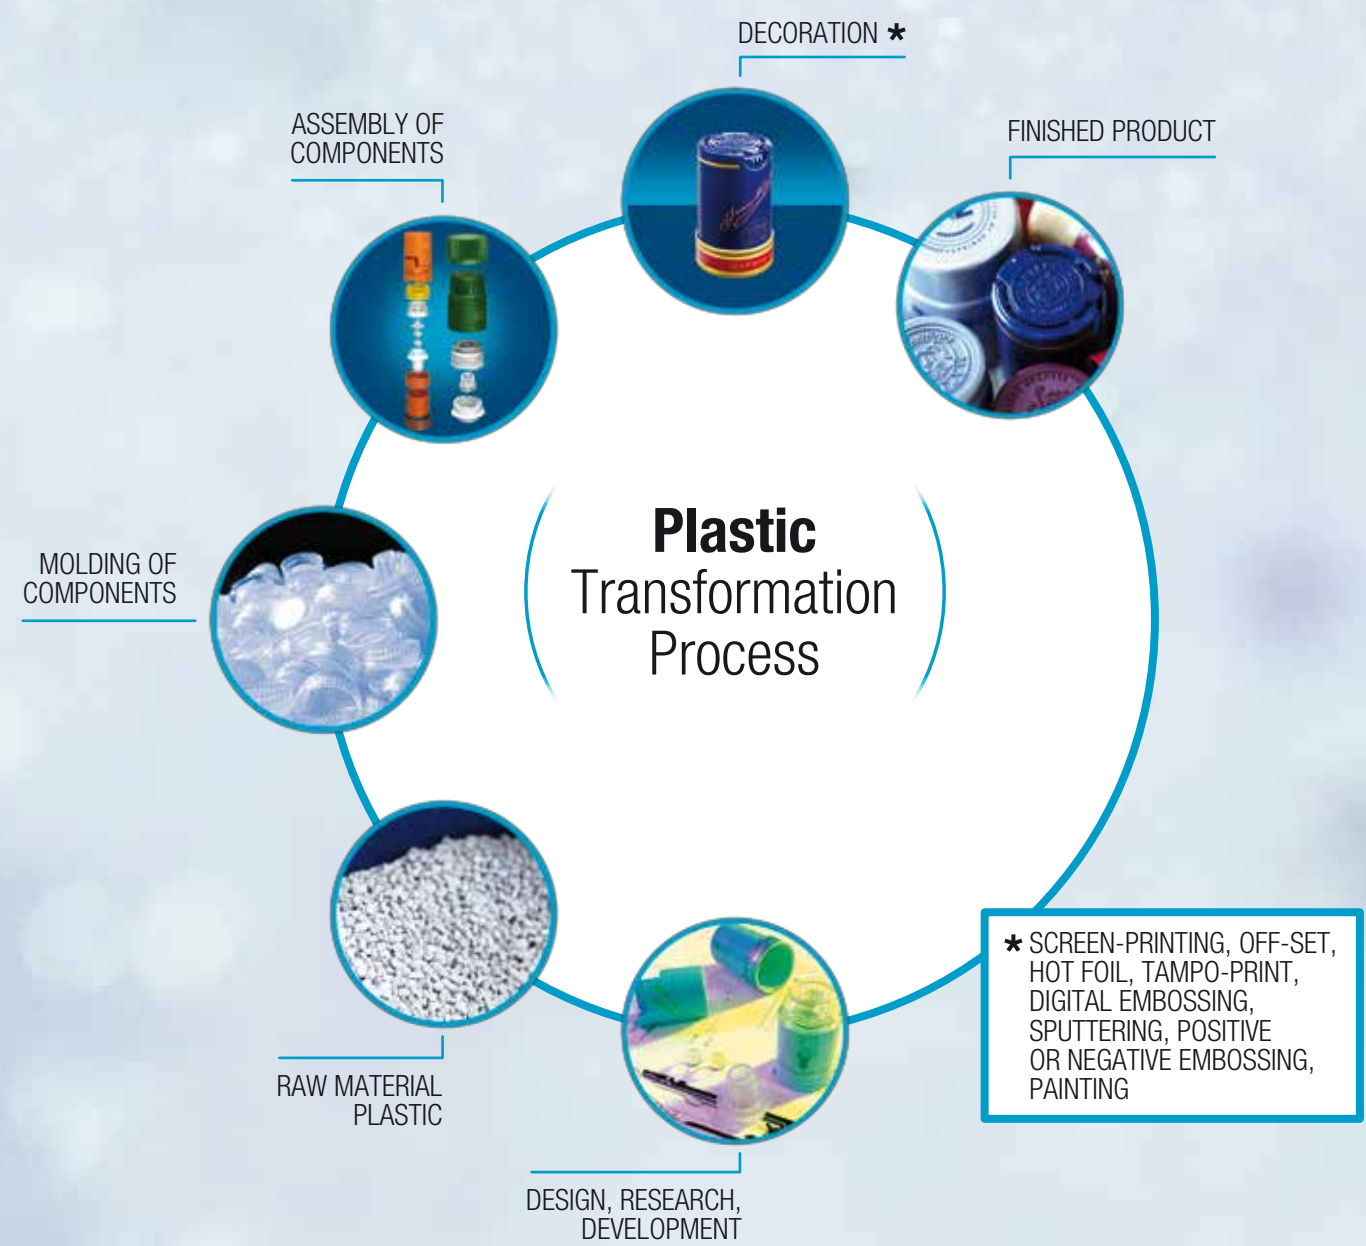 DECORATION *
ASSEMBLY OF
COMPONENTS
FINISHED PRODUCT
Plastic
Transformation
Process
MOLDING OF
COMPONENTS
* SCREEN-PRINTING, OFF-SET,
HOT FOIL, TAMPO-PRINT,
DIGITAL EMBOSSING,
SPUTTERING, POSITIVE
OR NEGATIVE EMBOSSING,
PAINTING
RAW MATERIAL
PLASTIC
DESIGN, RESEARCH,
DEVELOPMENT